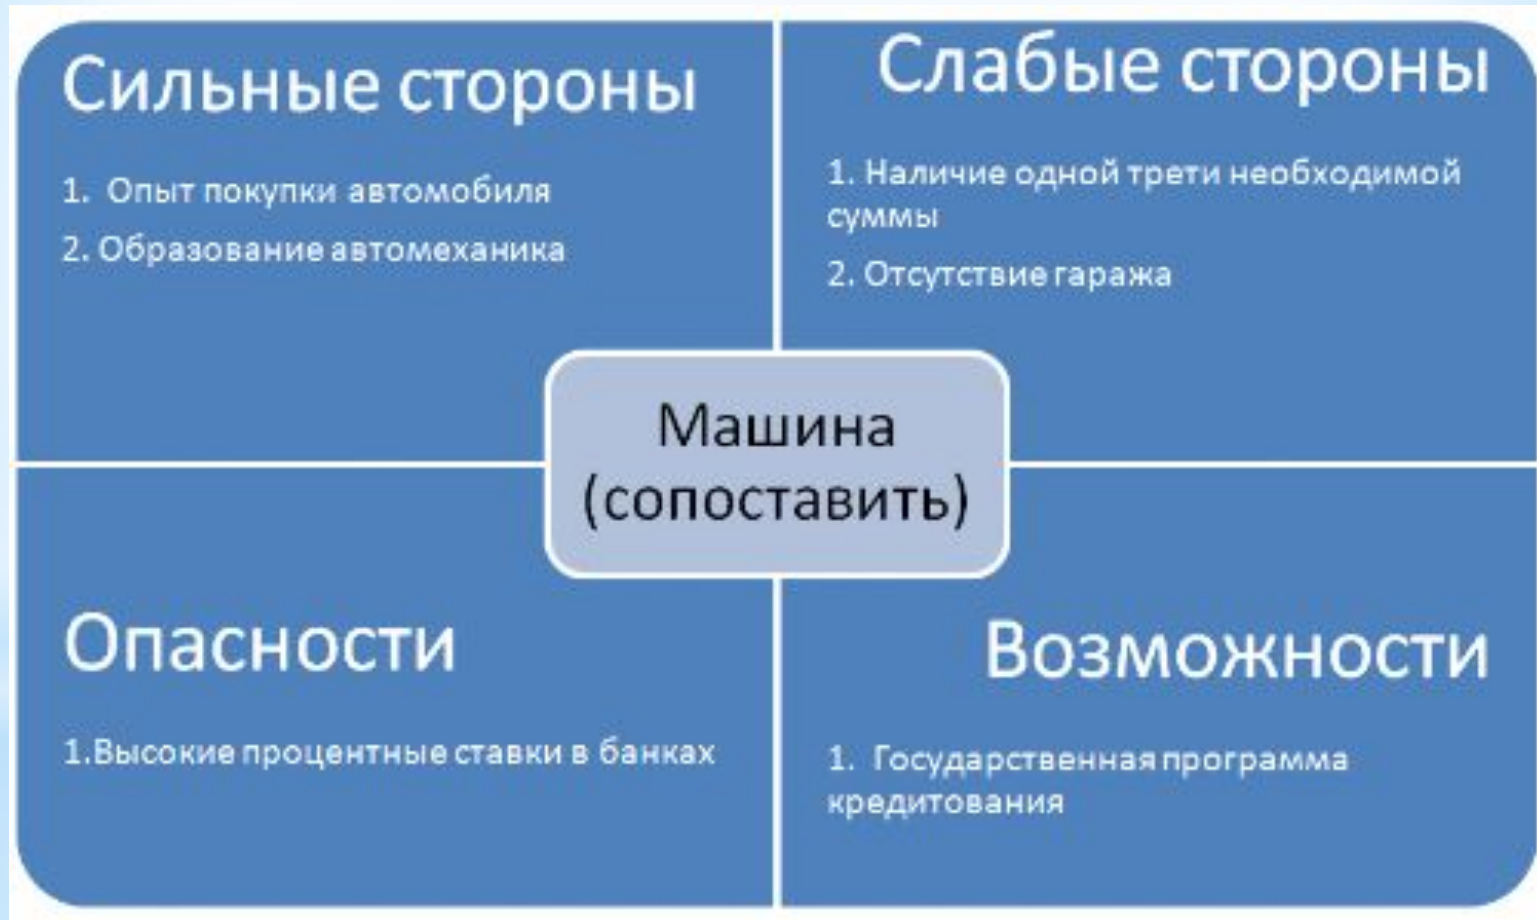 Сильные стороны
1. Опыт покупки автомобиля
2. Образование автомеханика
Слабые стороны
1. Наличие одной трети необходимой
суммы
2. Отсутствие гаража
Машина
(сопоставить)
Опасности
1.Высокие процентные ставки в банках
Возможности
1. Государственная программа
кредитования